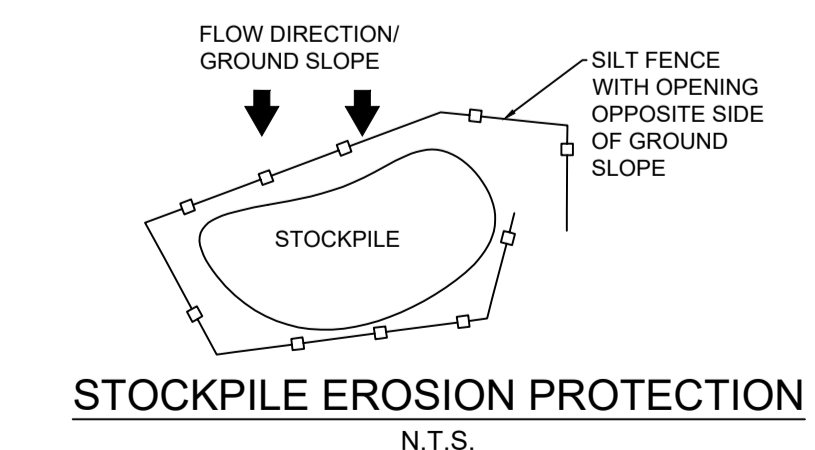 FLOW DIRECTION/
GROUND SLOPE
SILT FENCE
WITH OPENING
OPPOSITE SIDE
OF GROUND
SLOPE
STOCKPILE
STOCKPILE EROSION PROTECTION
N.T.S.